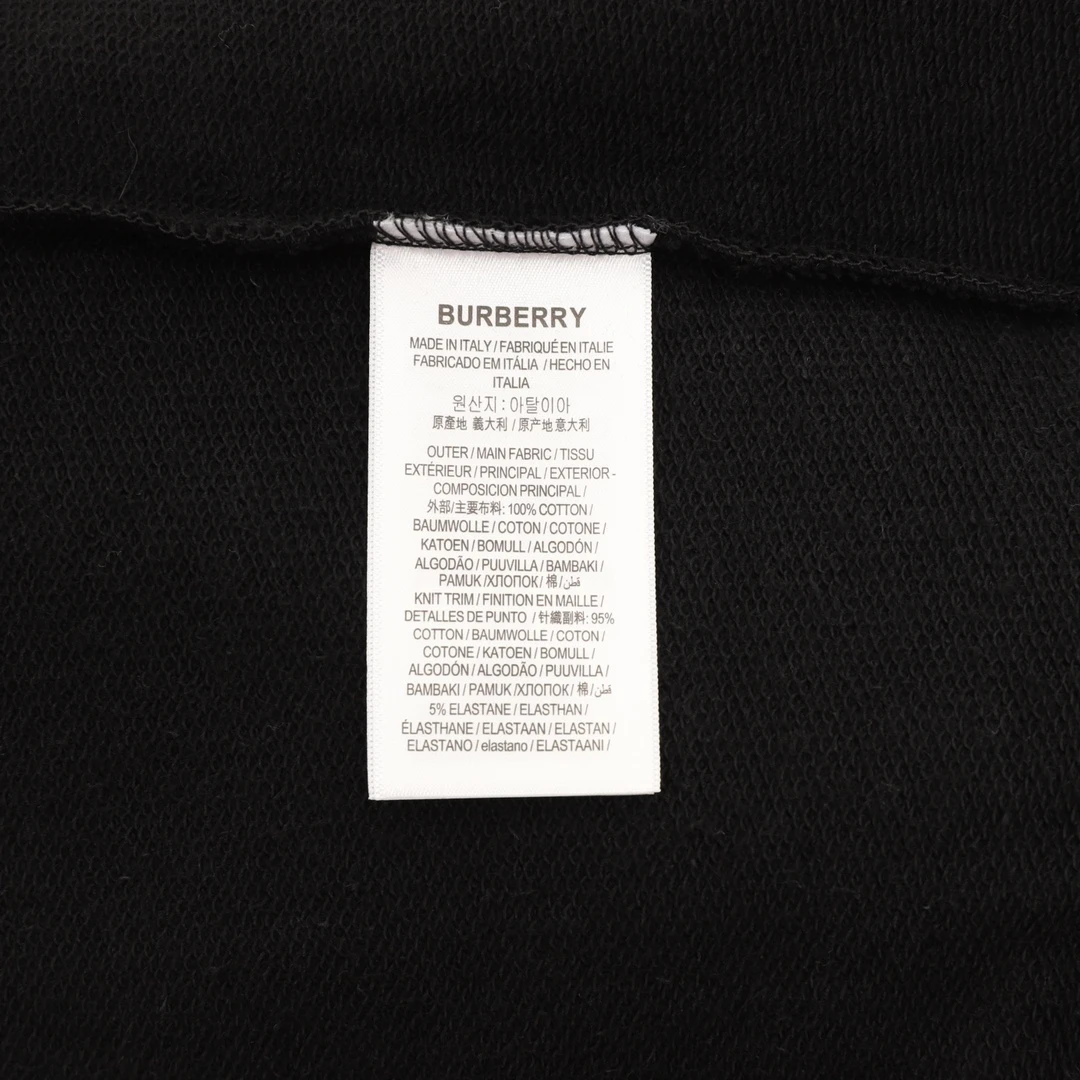 BURBERRY
MADE IN ITALY / FABRIQUÉ EN ITALIE
FABRICADO EM ITÁLIA / HECHO EN
ITALIA
원산지 : 아탈이아
原產地 義大利 / 原产地意大利
OUTER / MAIN FABRIC / TISSU
EXTÉRIEUR / PRINCIPAL / EXTERIOR -
COMPOSICION PRINCIPAL /
外部/主要布料: 100% COTTON /
BAUMWOLLE / COTON / COTONE /
KATOEN / BOMULL / ALGODÓN /
ALGODÃO / PUUVILLA / BAMBAKI /
PAMUK /ХЛОПОК / 棉 /قطن
KNIT TRIM / FINITION EN MAILLE /
DETALLES DE PUNTO / 针織副料: 95%
COTTON / BAUMWOLLE / COTON /
COTONE / KATOEN / BOMULL /
ALGODÓN / ALGODÃO / PUUVILLA /
BAMBAKI / PAMUK /ХЛОПОК / 棉 /قطن
5% ELASTANE / ELASTHAN /
ÉLASTHANE / ELASTAAN / ELASTAN /
ELASTANO / elastano / ELASTAANI /